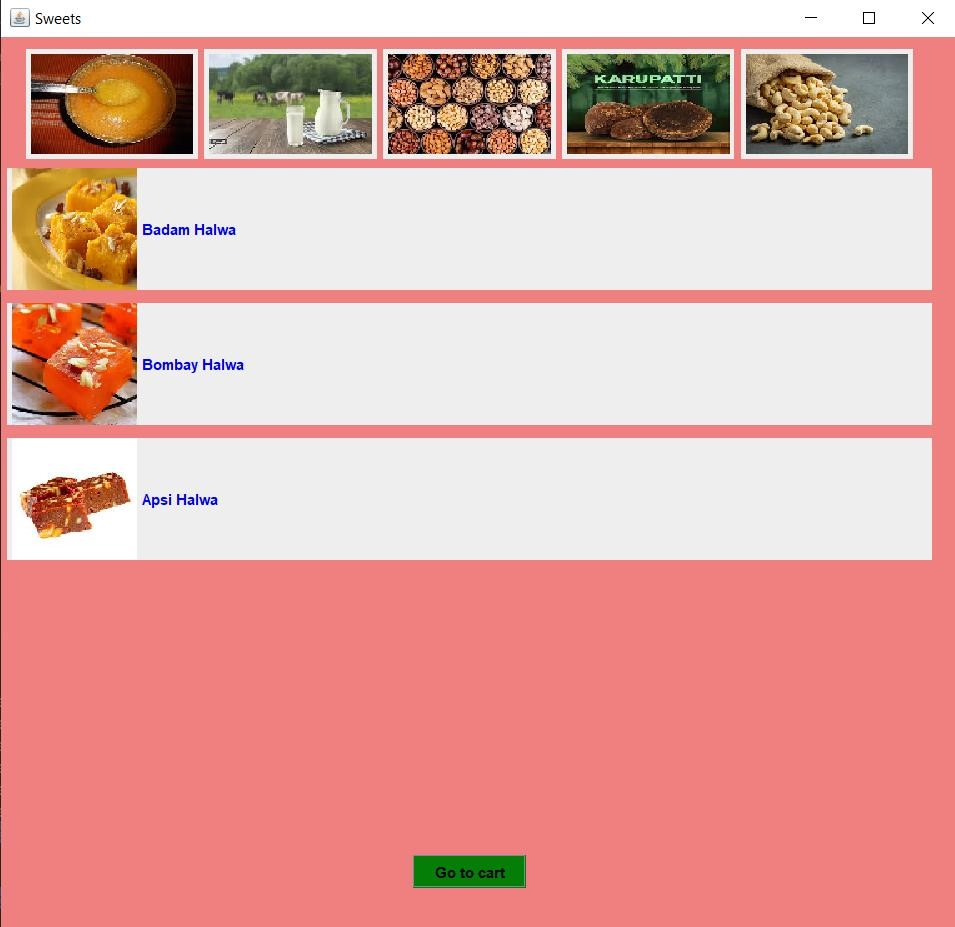 Sweets
KARUPATTI
Badam Halwa
Bombay Halwa
Apsi Halwa
Go to cart